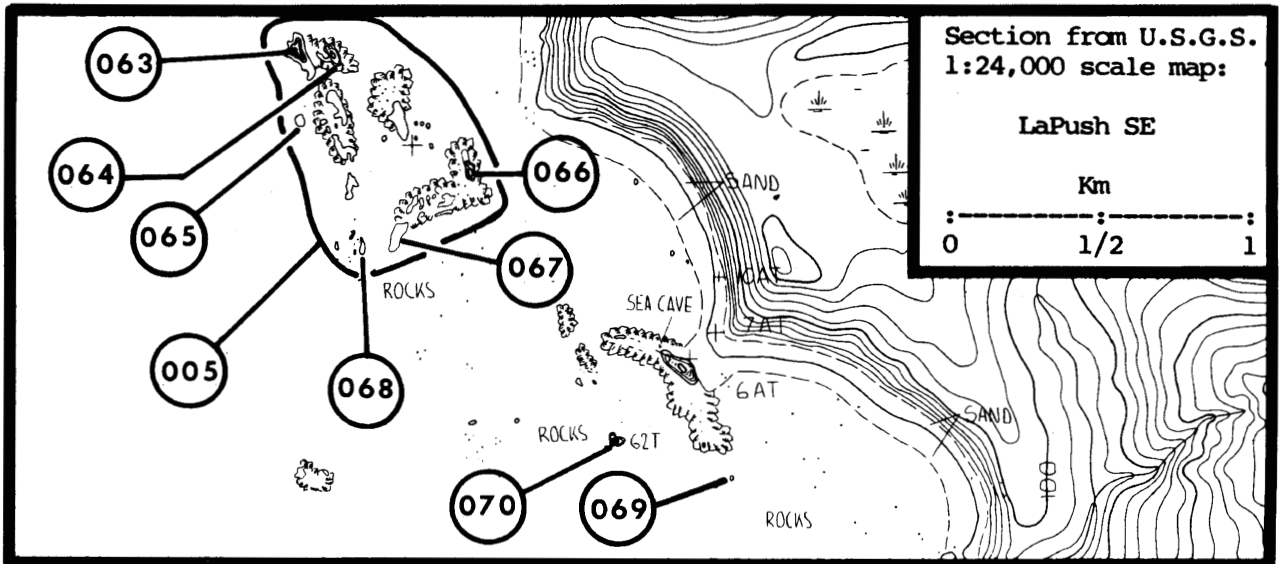 Section from U.S.G.S.
1:24,000 scale map:
LaPush SE
Km
0 1/2 1
063
064
065
066
067
068
005
070
069
SAND
ROCKS
SEA CAVE
10AT
7AT
6AT
SAND
ROCKS
62T
ROCKS
100